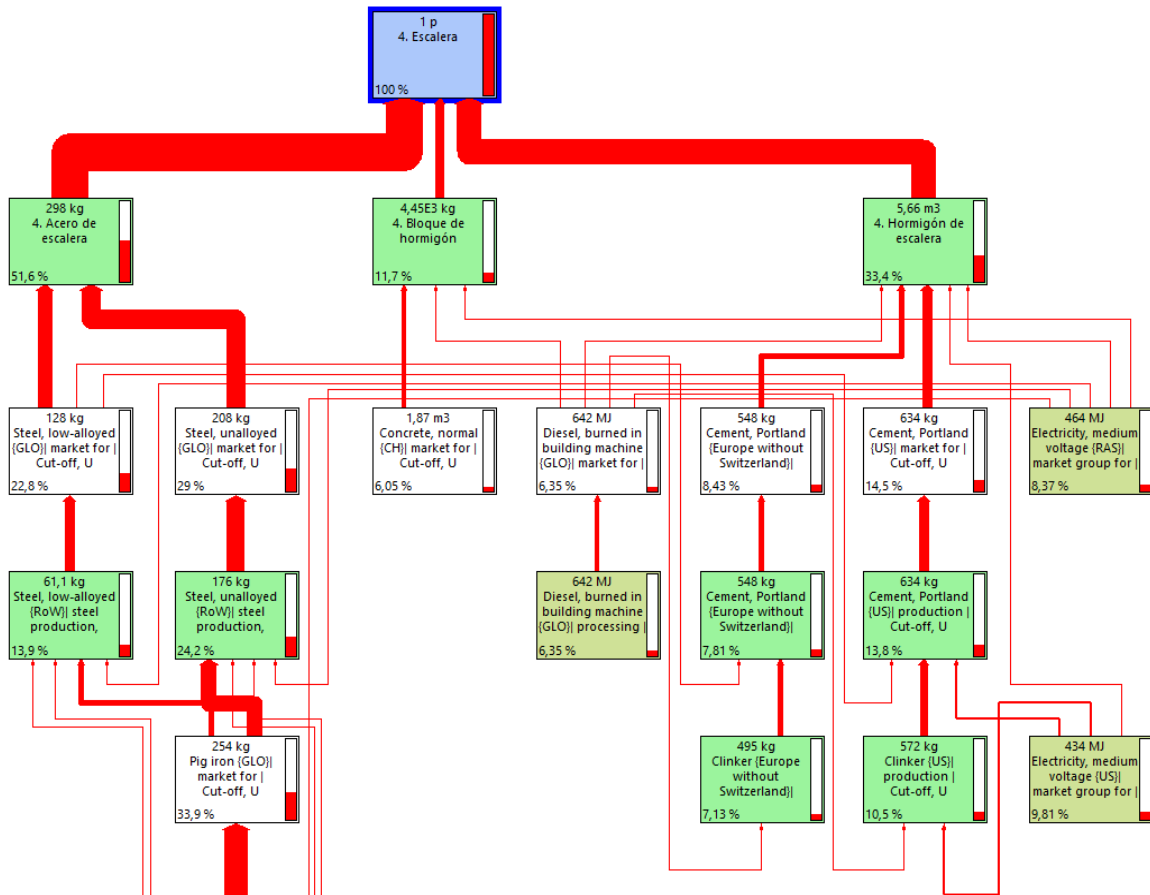 1 p
4. Escalera
100 %
298 kg
4. Acero de
escalera
51,6 %
4,45E3 kg
4. Bloque de
hormigón
11,7 %
5,66 m3
4. Hormigón de
escalera
33,4 %
128 kg
Steel, low-alloyed
{GLO}| market for |
Cut-off, U
22,8 %
208 kg
Steel, unalloyed
{GLO}| market for |
Cut-off, U
29 %
1,87 m3
Concrete, normal
{CH}| market for |
Cut-off, U
6,05 %
642 MJ
Diesel, burned in
building machine
{GLO}| market for |
6,35 %
548 kg
Cement, Portland
{Europe without
Switzerland}|
8,43 %
634 kg
Cement, Portland
{US}| market for |
Cut-off, U
14,5 %
464 MJ
Electricity, medium
voltage {RAS}|
market group for |
8,37 %
61,1 kg
Steel, low-alloyed
{RoW}| steel
production,
13,9 %
176 kg
Steel, unalloyed
{RoW}| steel
production,
24,2 %
642 MJ
Diesel, burned in
building machine
{GLO}| processing |
6,35 %
548 kg
Cement, Portland
{Europe without
Switzerland}|
7,81 %
634 kg
Cement, Portland
{US}| production |
Cut-off, U
13,8 %
254 kg
Pig iron {GLO}|
market for |
Cut-off, U
33,9 %
495 kg
Clinker {Europe
without
Switzerland}|
7,13 %
572 kg
Clinker {US}|
production |
Cut-off, U
10,5 %
434 MJ
Electricity, medium
voltage {US}|
market group for |
9,81 %